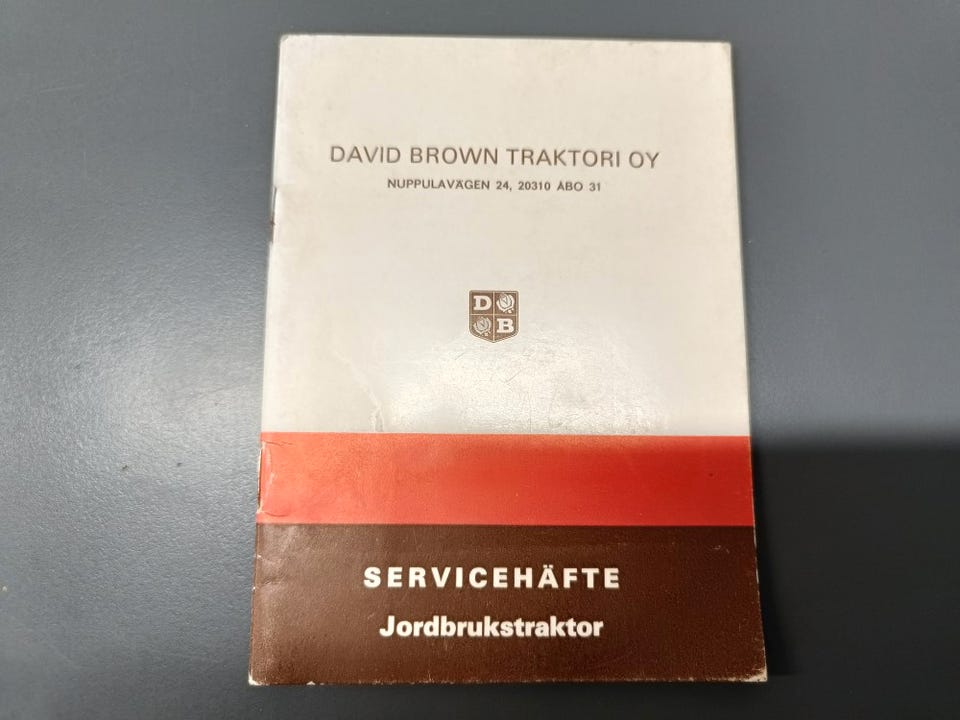 DAVID BROWN TRAKTORI OY
NUPPULAVÄGEN 24, 20310 ÅBO 31
D
B
SERVICEHÄFTE
Jordbrukstraktor